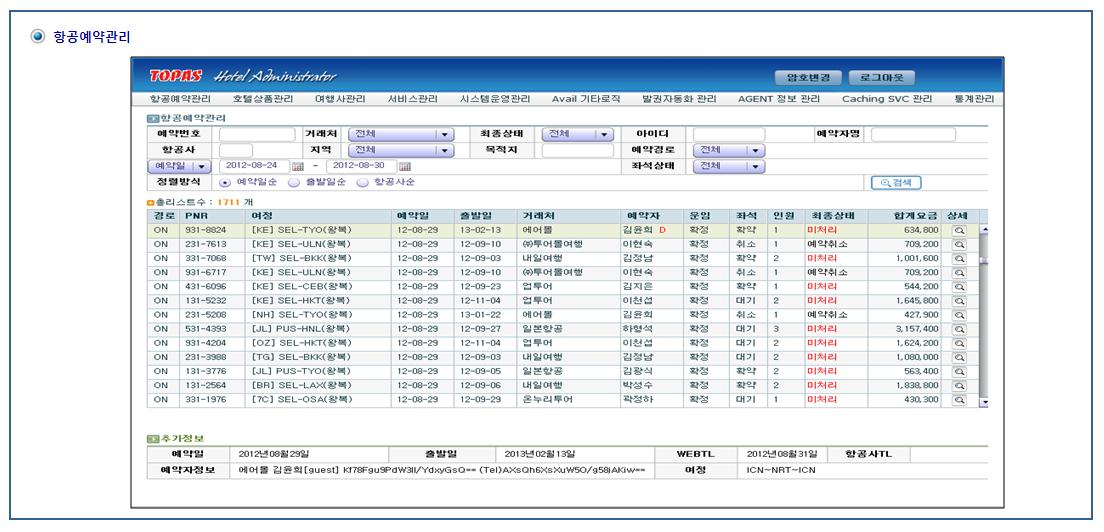 항공예약관리
TOPAS Hotel Administrator 암호변경 로그아웃
항공예약관리 호텔상품관리 여행사관리 서비스관리 시스템운영관리 Avail 기타로직 발권자동화 관리 AGENT 정보 관리 Caching SVC 관리 통계관리
항공예약관리
예약번호 거래처 전체 최종상태 전체 아이디 예약자명
항공사 지역 전체 목적지 예약경로 전체
예약일 2012-08-24 - 2012-08-30 좌석상태 전체
정렬방식 예약일순 출발일순 항공사순 검색
총리스트수 : 1711 개
경로 PNR 여정 예약일 출발일 거래처 예약자 운임 좌석 인원 최종상태 합계요금 상세
ON 931-8824 [KE] SEL-TYO(왕복) 12-08-29 13-02-13 에어몰 김윤희 D 확정 확약 1 미처리 634,800
ON 231-7613 [KE] SEL-ULN(왕복) 12-08-29 12-09-10 ㈜투어몰여행 이현숙 확정 취소 1 예약취소 709,200
ON 331-7068 [TW] SEL-BKK(왕복) 12-08-29 12-09-03 내일여행 김정남 확정 확약 2 미처리 1,001,600
ON 931-6717 [KE] SEL-ULN(왕복) 12-08-29 12-09-10 ㈜투어몰여행 이현숙 확정 취소 1 예약취소 709,200
ON 431-6096 [KE] SEL-CEB(왕복) 12-08-29 12-09-23 업투어 김지은 확정 확약 1 미처리 544,200
ON 131-5232 [KE] SEL-HKT(왕복) 12-08-29 12-11-04 업투어 이천섭 확정 대기 2 미처리 1,645,800
ON 231-5208 [NH] SEL-TYO(왕복) 12-08-29 13-01-22 에어몰 김윤희 확정 취소 1 예약취소 427,900
ON 531-4393 [JL] PUS-HNL(왕복) 12-08-29 12-09-27 일본항공 하형석 확정 대기 3 미처리 3,157,400
ON 931-4204 [OZ] SEL-HKT(왕복) 12-08-29 12-11-04 업투어 이천섭 확정 대기 2 미처리 1,624,200
ON 231-3988 [TG] SEL-BKK(왕복) 12-08-29 12-09-03 내일여행 김정남 확정 대기 2 미처리 1,080,000
ON 131-3776 [JL] PUS-TYO(왕복) 12-08-29 12-09-05 일본항공 김광식 확정 확약 2 미처리 563,400
ON 131-2564 [BR] SEL-LAX(왕복) 12-08-29 12-09-06 내일여행 박성수 확정 확약 2 미처리 1,838,800
ON 331-1976 [7C] SEL-OSA(왕복) 12-08-29 12-09-29 온누리투어 곽정하 확정 대기 1 미처리 430,300
추가정보
예약일 2012년08월29일 출발일 2013년02월13일 WEBTL 2012년08월31일 항공사TL
예약자정보 에어몰 김윤희[guest] Kf78Fgu9PdW3Il/YdxyGsQ== (Tel)AXsQh6XsXuW5O/g58jAKiw== 여정 ICN~NRT~ICN